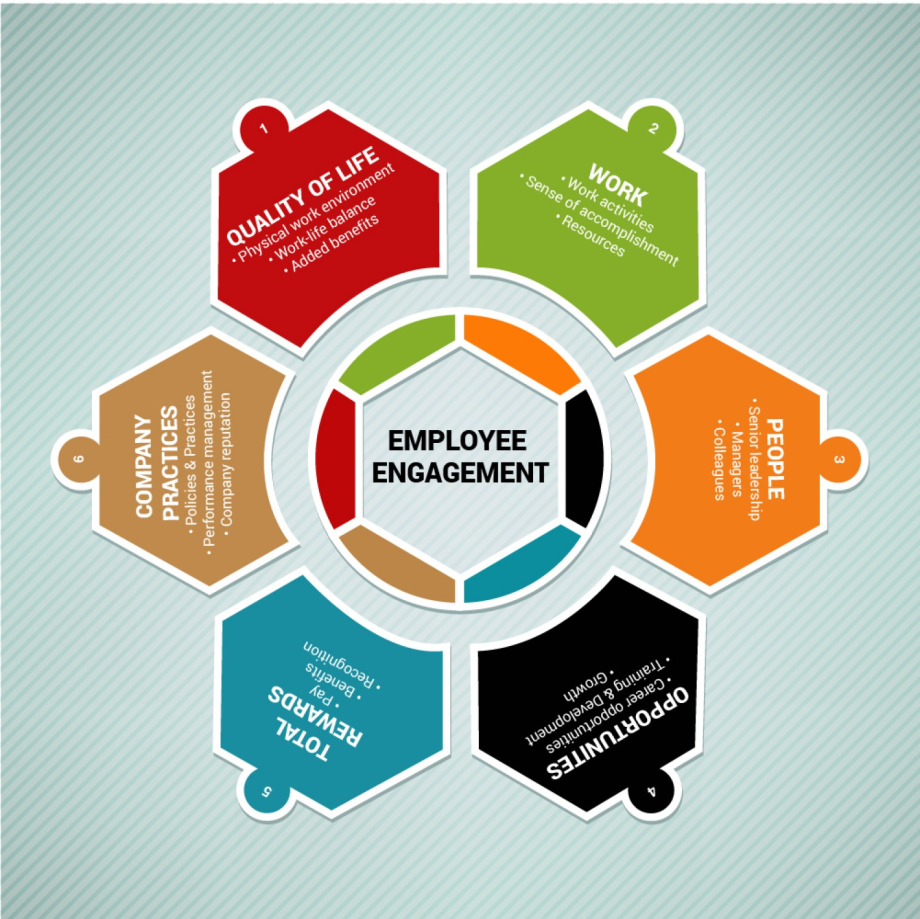 1
QUALITY OF LIFE
• Physical work environment
• Work-life balance
• Added benefits
2
WORK
• Work activities
• Sense of accomplishment
• Resources
3
PEOPLE
• Senior leadership
• Managers
• Colleagues
4
OPPORTUNITES
• Career opportunities
• Training & Development
• Growth
5
TOTAL
REWARDS
• Pay
• Benefits
• Recognition
6
COMPANY
PRACTICES
• Policies & Practices
• Performance management
• Company reputation
EMPLOYEE
ENGAGEMENT